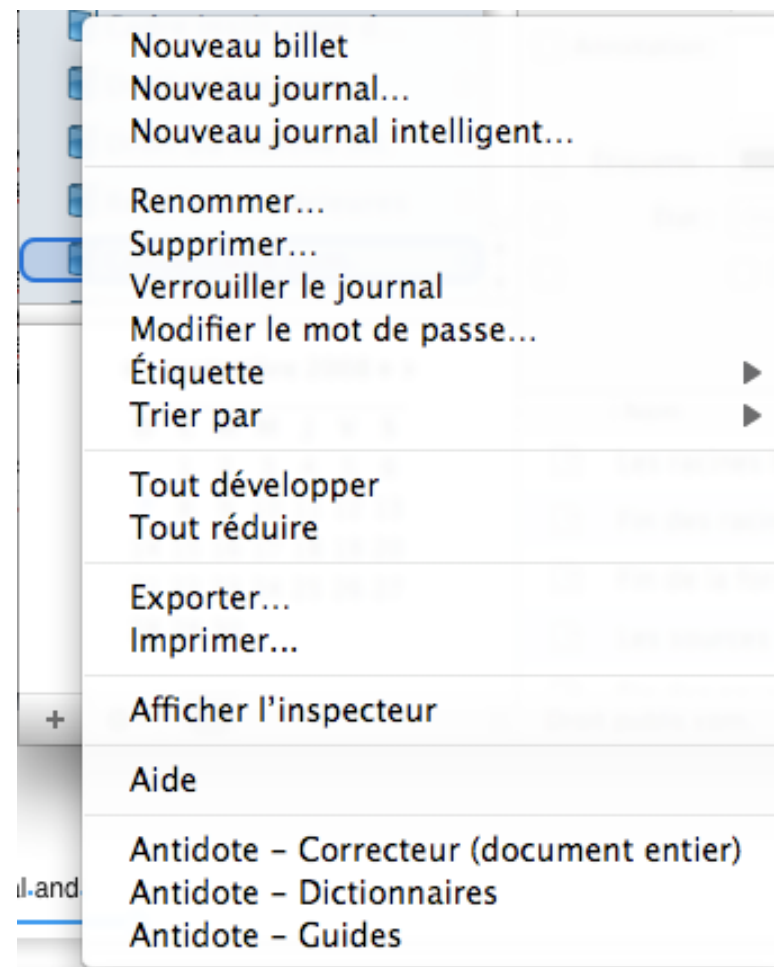 Nouveau billet
Nouveau journal...
Nouveau journal intelligent...
Renommer...
Supprimer...
Verrouiller le journal
Modifier le mot de passe...
Étiquette
Trier par
Tout développer
Tout réduire
Exporter...
Imprimer...
Afficher l’inspecteur
Aide
Antidote – Correcteur (document entier)
Antidote – Dictionnaires
Antidote – Guides